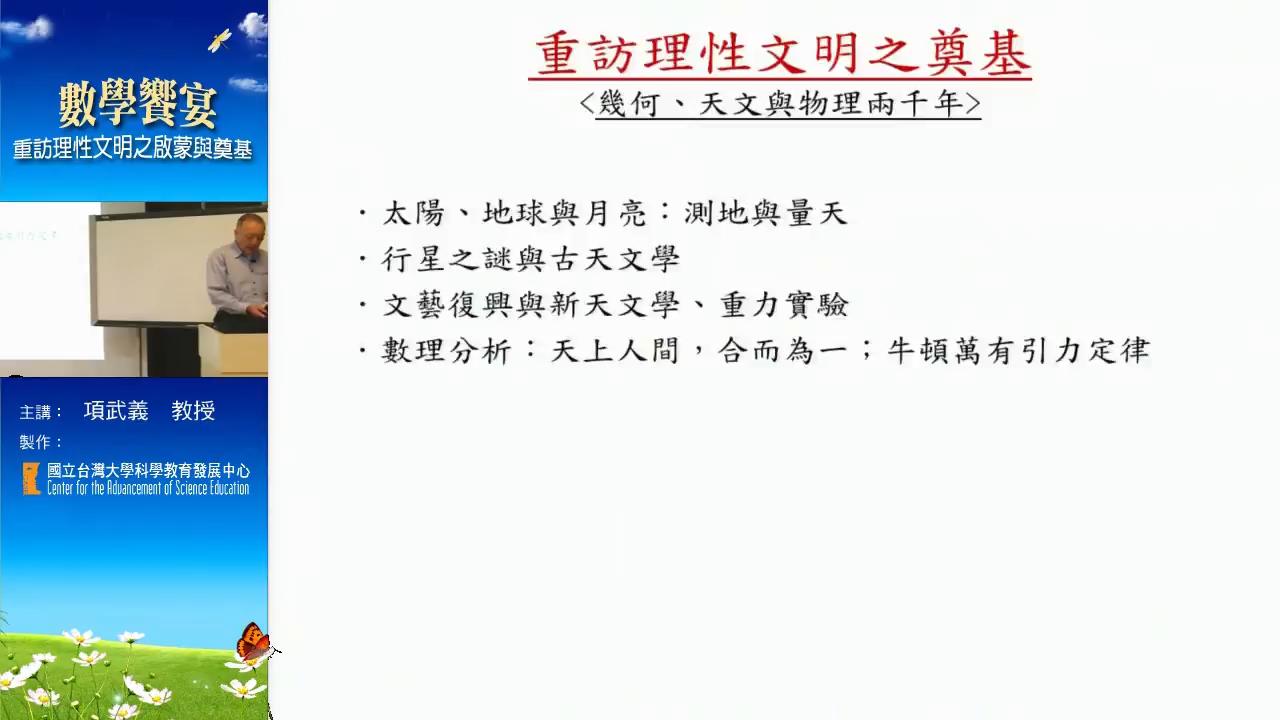 數學饗宴
重訪理性文明之啟蒙與奠基
主講： 項武義 教授
製作：
國立台灣大學科學教育發展中心
Center for the Advancement of Science Education
重訪理性文明之奠基
<幾何、天文與物理兩千年>
· 太陽、地球與月亮：測地與量天
· 行星之謎與古天文學
· 文藝復興與新天文學、重力實驗
· 數理分析：天上人間，合而為一；牛頓萬有引力定律